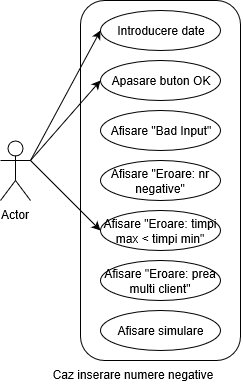 Introducere date
Apasare buton OK
Afisare "Bad Input"
Afisare "Eroare: nr
negative"
Actor
Afisare "Eroare: timpi
max < timpi min"
Afisare "Eroare: prea
multi client"
Afisare simulare
Caz inserare numere negative